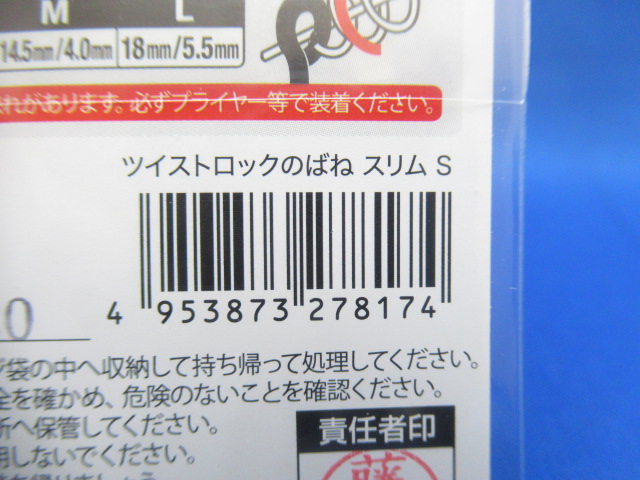 M L
14.5mm/4.0mm 18mm/5.5mm
れがあります。必ずプライヤー等で装着ください。
ツイストロックのばね スリム S
4 953873 278174
0
袋の中へ収納して持ち帰って処理してください。
全を確かめ、危険のないことを確認ください。
所へ保管してください。
用しないでください。
責任者印
藤